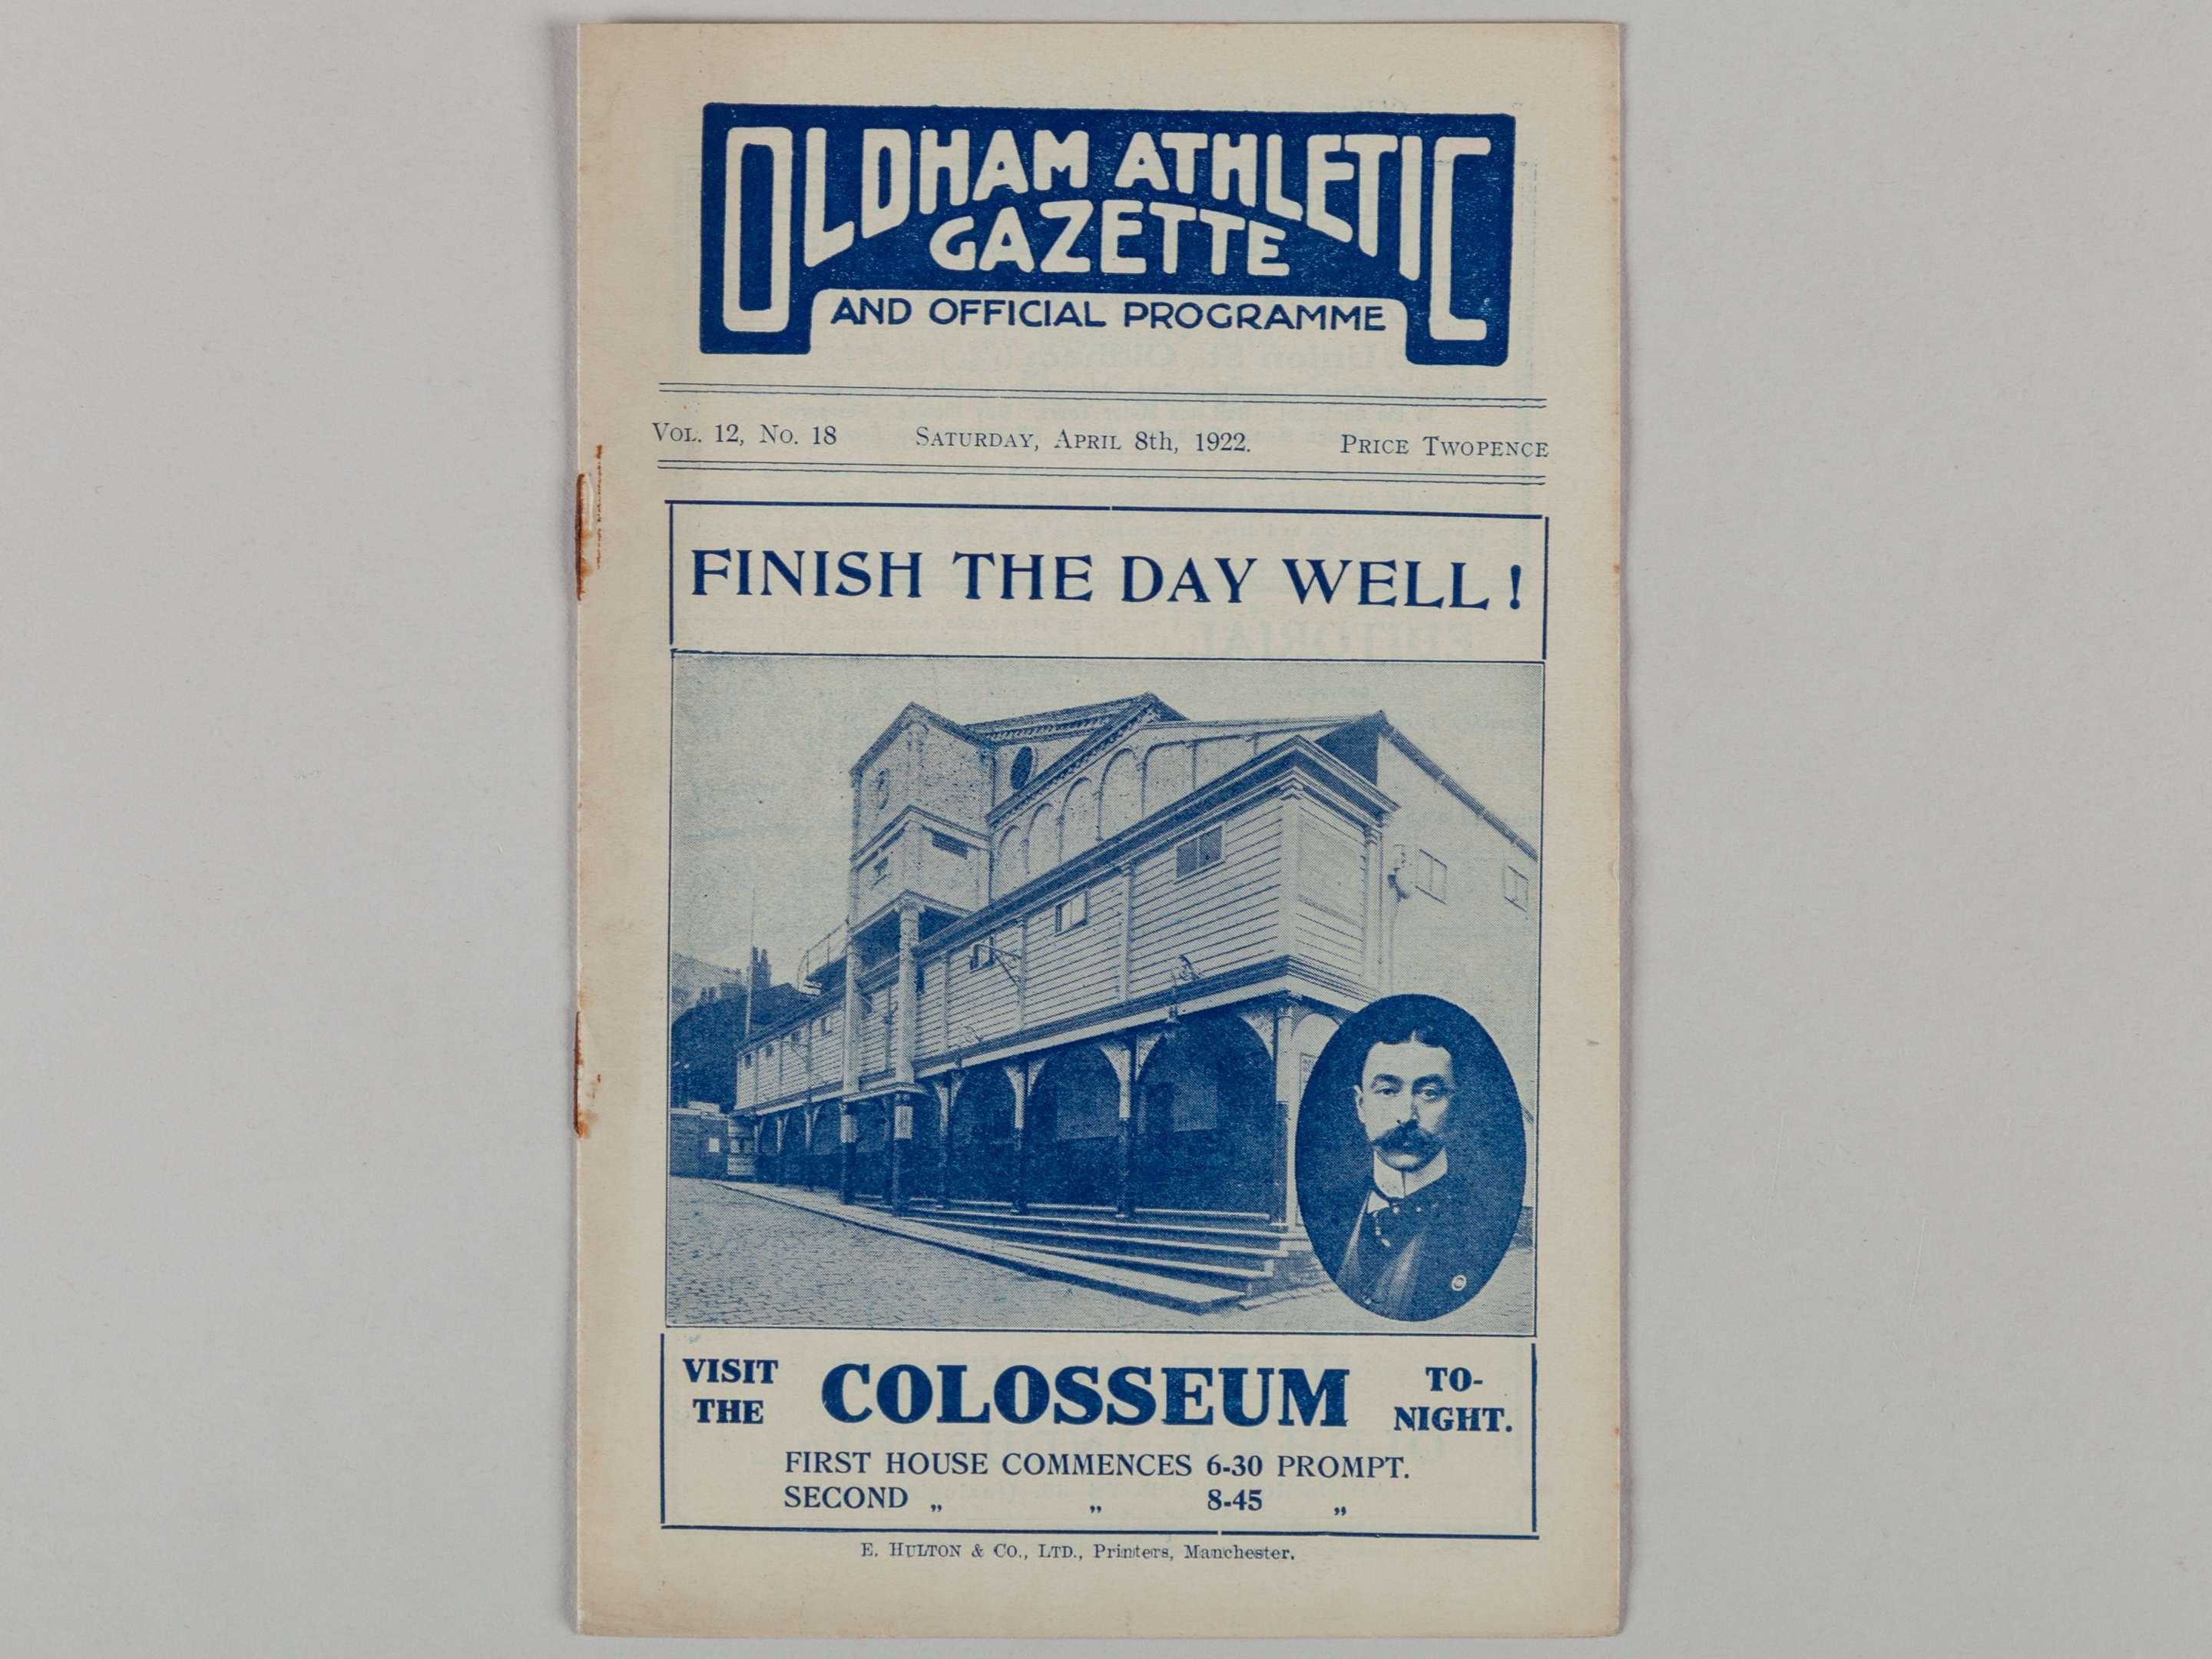 OLDHAM ATHLETIC
GAZETTE
AND OFFICIAL PROGRAMME
VOL. 12, NO. 18 SATURDAY, APRIL 8th, 1922. PRICE TWOPENCE
FINISH THE DAY WELL!
VISIT THE COLOSSEUM TO-NIGHT.
FIRST HOUSE COMMENCES 6-30 PROMPT.
SECOND „ „ 8-45 „
E. HULTON & CO., LTD., Printers, Manchester.